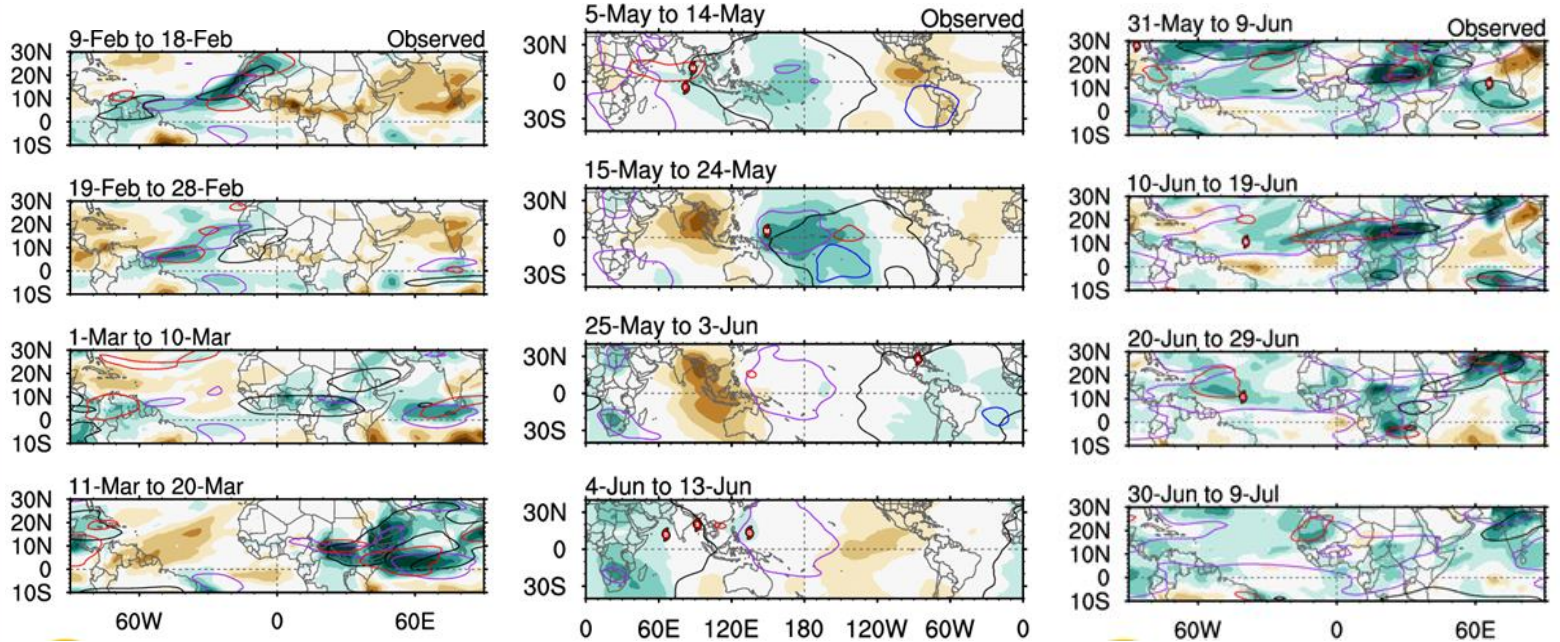 9-Feb to 18-Feb Observed
30N
20N
10N
0
10S
19-Feb to 28-Feb
30N
20N
10N
0
10S
1-Mar to 10-Mar
30N
20N
10N
0
10S
11-Mar to 20-Mar
30N
20N
10N
0
10S
60W 0 60E
5-May to 14-May Observed
30N
0
30S
15-May to 24-May
30N
0
30S
25-May to 3-Jun
30N
0
30S
4-Jun to 13-Jun
30N
0
30S
0 60E 120E 180 120W 60W 0
31-May to 9-Jun Observed
30N
20N
10N
0
10S
10-Jun to 19-Jun
30N
20N
10N
0
10S
20-Jun to 29-Jun
30N
20N
10N
0
10S
30-Jun to 9-Jul
30N
20N
10N
0
10S
60W 0 60E